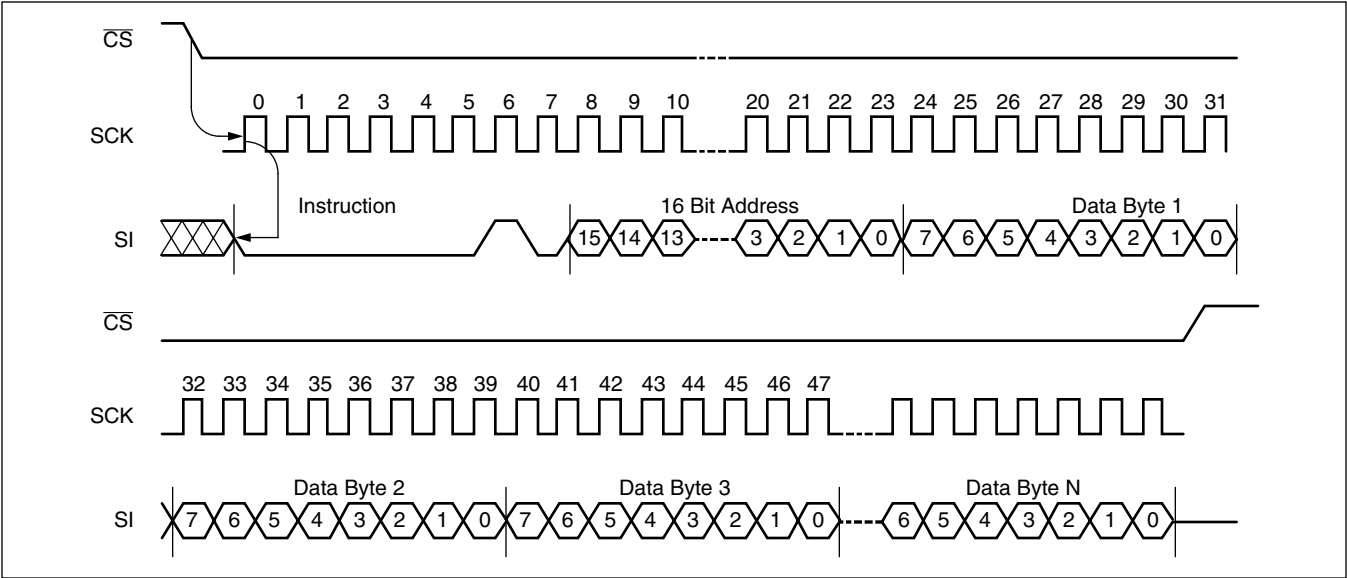 CS
0 1 2 3 4 5 6 7 8 9 10 20 21 22 23 24 25 26 27 28 29 30 31
SCK
Instruction 16 Bit Address Data Byte 1
SI 15 14 13 3 2 1 0 7 6 5 4 3 2 1 0
CS
32 33 34 35 36 37 38 39 40 41 42 43 44 45 46 47
SCK
Data Byte 2 Data Byte 3 Data Byte N
SI 7 6 5 4 3 2 1 0 7 6 5 4 3 2 1 0 6 5 4 3 2 1 0